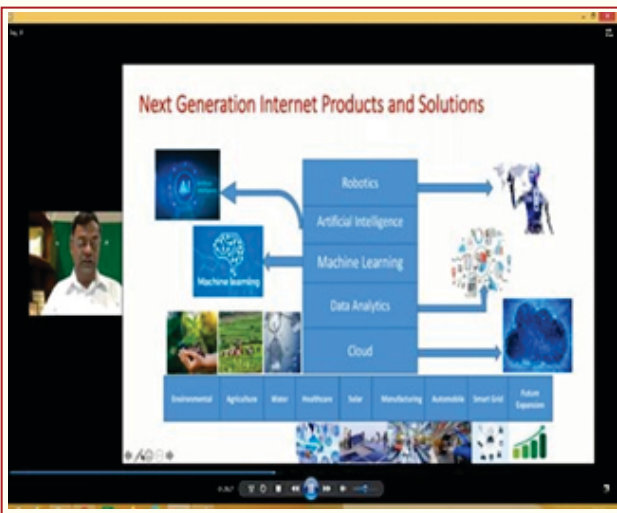 Next Generation Internet Products and Solutions
Robotics
AI
Artificial Intelligence
Machine learning
Machine Learning
Data Analytics
Cloud
Environmental
Agriculture
Water
Healthcare
Solar
Manufacturing
Automobile
Smart Grid
Future
Expansion